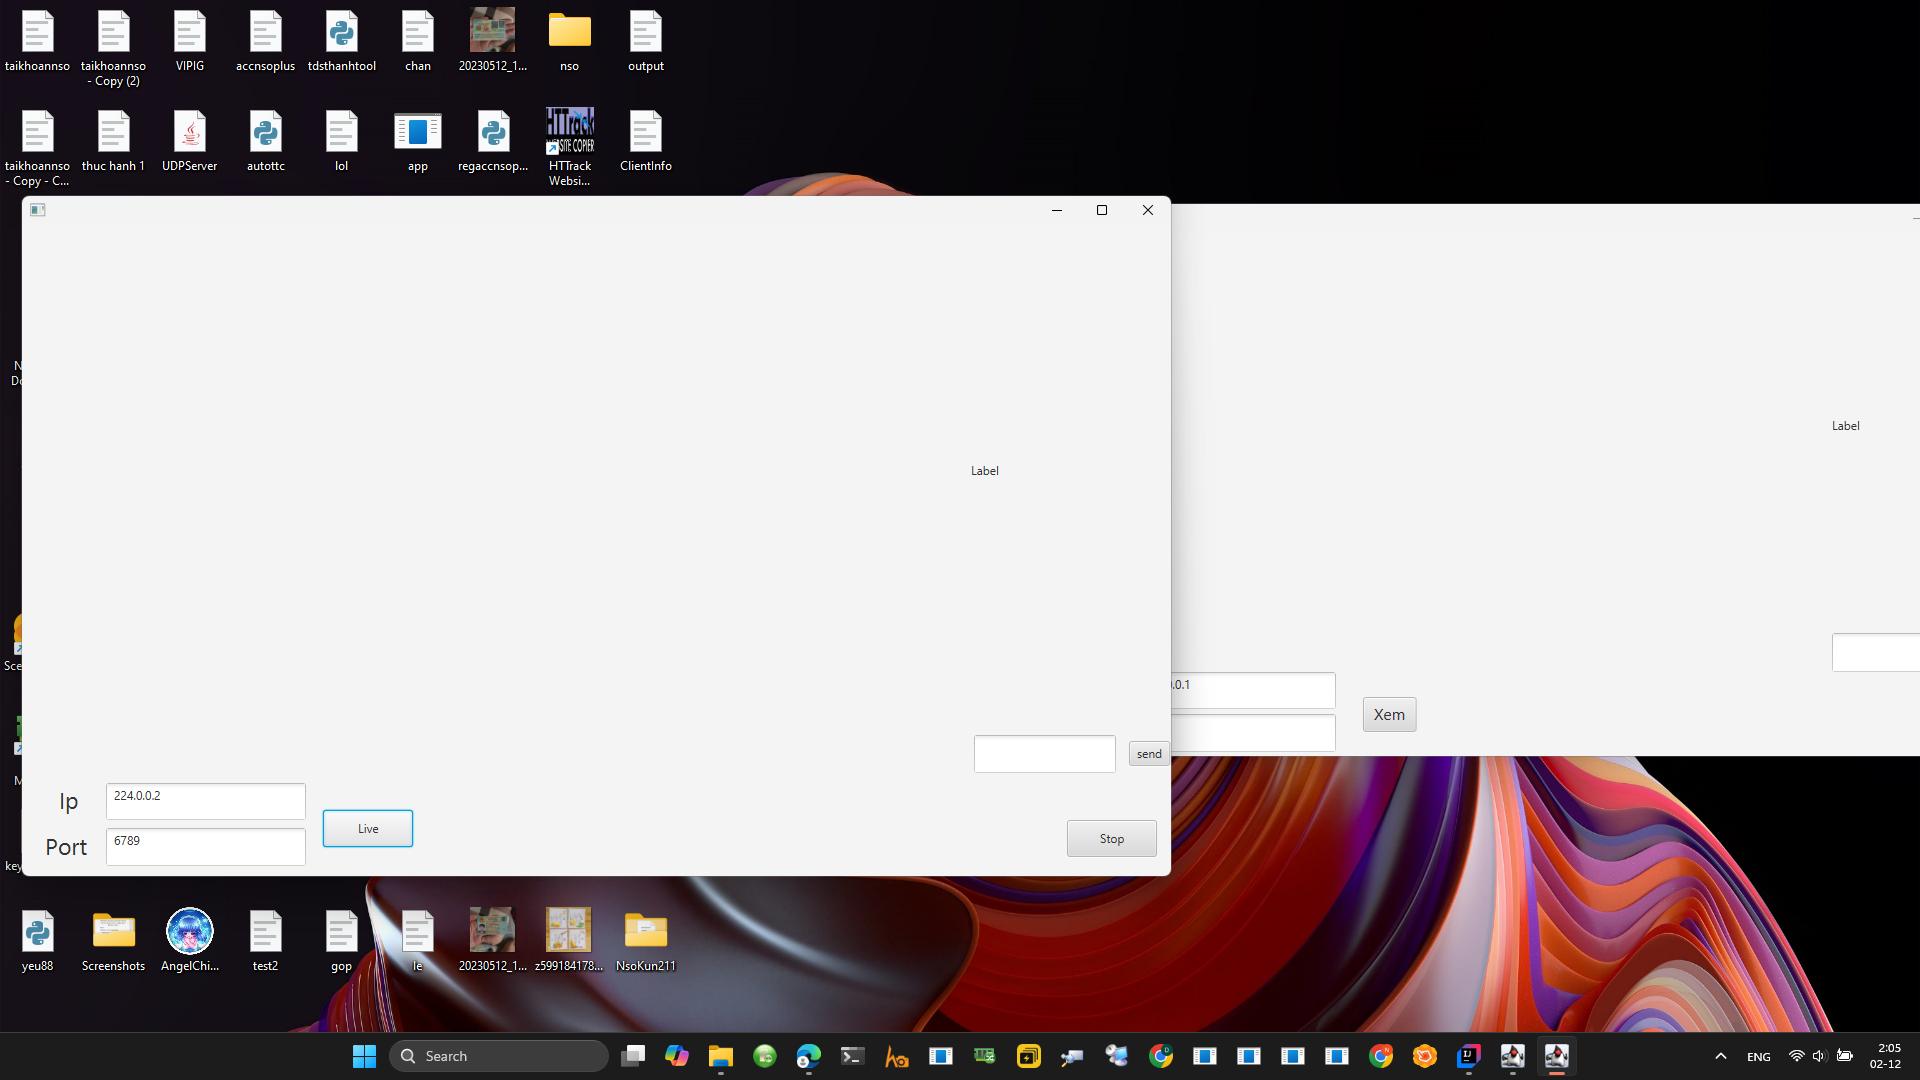 taikhoannso
taikhoannso - Copy (2)
VIPIG
accnsoplus
tdsthanhtool
chan
20230512_1...
nso
output
taikhoannso - Copy - C...
thuc hanh 1
UDPServer
autottc
lol
app
regaccnsop...
HTTrack Websi...
ClientInfo
Label
Label
.0.1
Xem
send
Ip
224.0.0.2
Live
Port
6789
Stop
yeu88
Screenshots
AngelChi...
test2
gop
le
20230512_1...
z599184178...
NsoKun211
Search
ENG
2:05
02-12